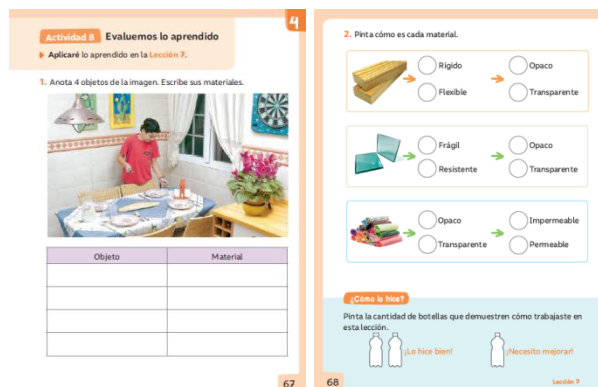 4
Actividad 8 Evaluemos lo aprendido
Aplicaré lo aprendido en la Lección 7.
1. Anota 4 objetos de la imagen. Escribe sus materiales.
Objeto Material
67
2. Pinta cómo es cada material.
Rígido Opaco
Flexible Transparente
Frágil Opaco
Resistente Transparente
Opaco Impermeable
Transparente Permeable
¿Cómo lo hice?
Pinta la cantidad de botellas que demuestren cómo trabajaste en
esta lección.
¡Lo hice bien! ¡Necesito mejorar!
68 Lección 7